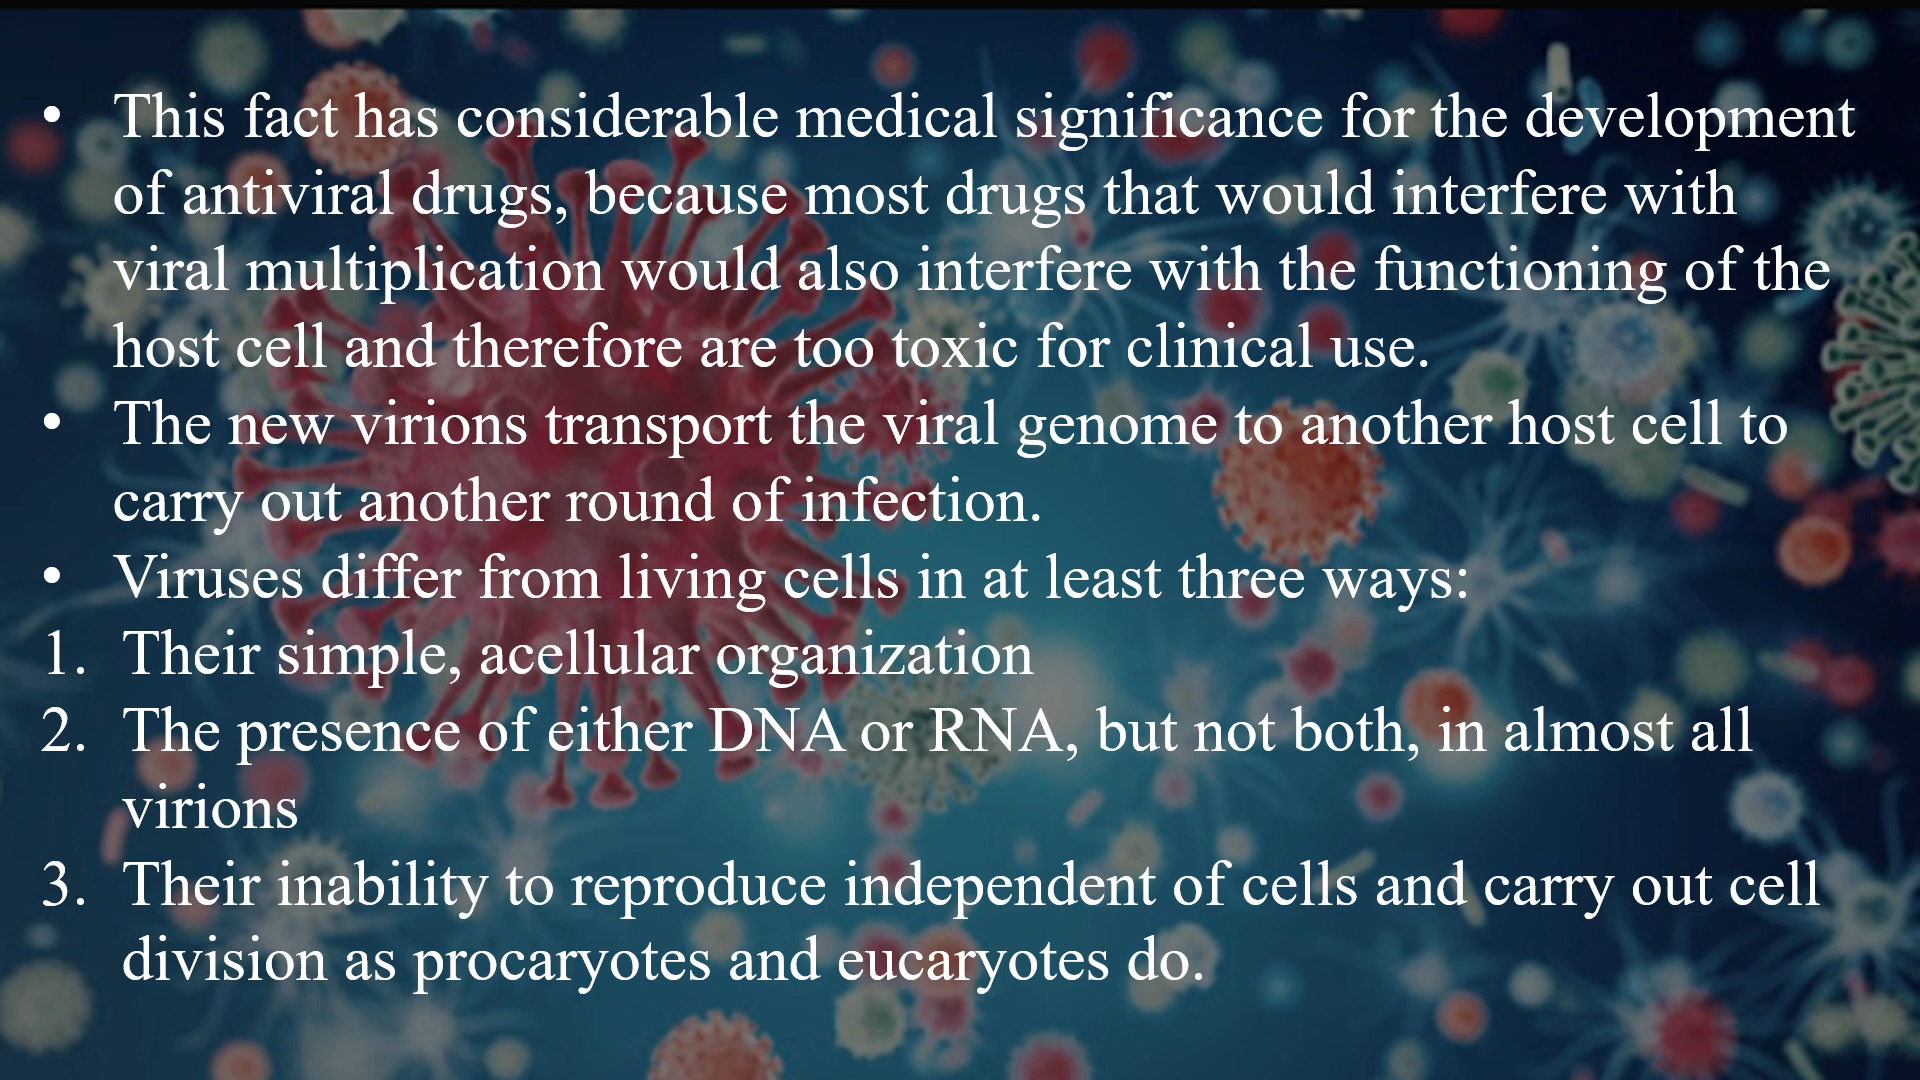 • This fact has considerable medical significance for the development
of antiviral drugs, because most drugs that would interfere with
viral multiplication would also interfere with the functioning of the
host cell and therefore are too toxic for clinical use.
• The new virions transport the viral genome to another host cell to
carry out another round of infection.
• Viruses differ from living cells in at least three ways:
1. Their simple, acellular organization
2. The presence of either DNA or RNA, but not both, in almost all
virions
3. Their inability to reproduce independent of cells and carry out cell
division as procaryotes and eucaryotes do.